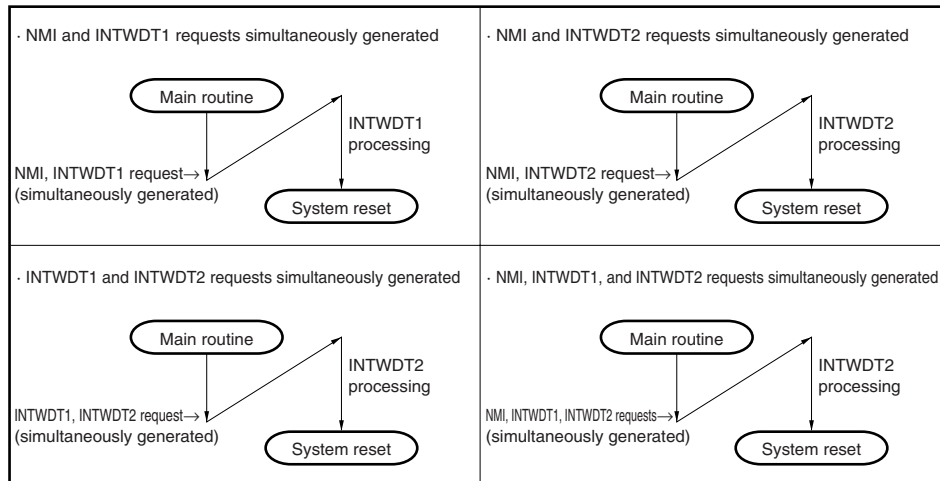 · NMI and INTWDT1 requests simultaneously generated
Main routine
INTWDT1
processing
NMI, INTWDT1 request→
(simultaneously generated)
System reset
· NMI and INTWDT2 requests simultaneously generated
Main routine
INTWDT2
processing
NMI, INTWDT2 request→
(simultaneously generated)
System reset
· INTWDT1 and INTWDT2 requests simultaneously generated
Main routine
INTWDT2
processing
INTWDT1, INTWDT2 request→
(simultaneously generated)
System reset
· NMI, INTWDT1, and INTWDT2 requests simultaneously generated
Main routine
INTWDT2
processing
NMI, INTWDT1, INTWDT2 requests→
(simultaneously generated)
System reset